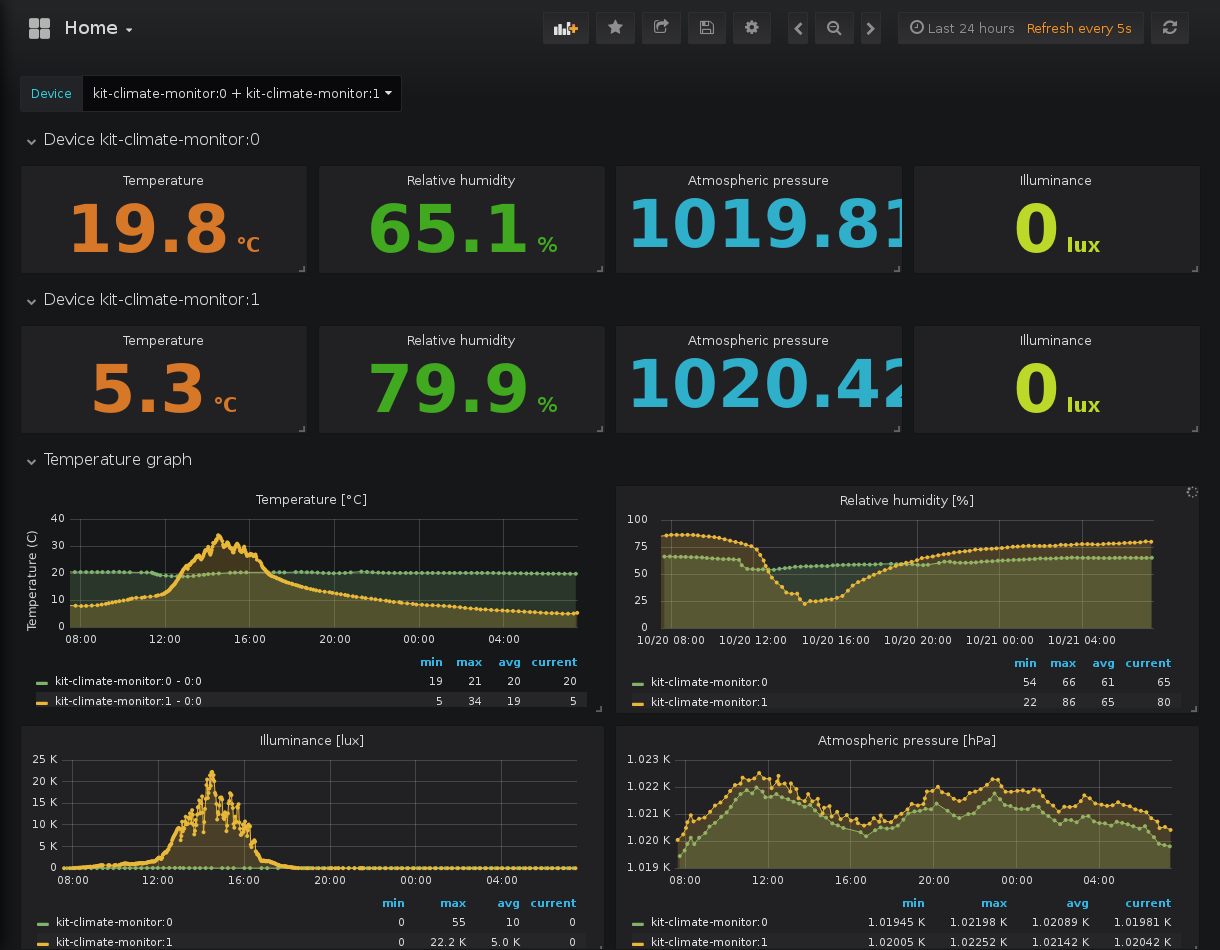 Home
Last 24 hours Refresh every 5s
Device kit-climate-monitor:0 + kit-climate-monitor:1
Device kit-climate-monitor:0
Temperature Relative humidity Atmospheric pressure Illuminance
19.8 °C 65.1 % 1019.81 0 lux
Device kit-climate-monitor:1
Temperature Relative humidity Atmospheric pressure Illuminance
5.3 °C 79.9 % 1020.42 0 lux
Temperature graph
Temperature [°C]
Temperature (C)
40
30
20
10
0
08:00 12:00 16:00 20:00 00:00 04:00
min max avg current
kit-climate-monitor:0 - 0:0 19 21 20 20
kit-climate-monitor:1 - 0:0 5 34 19 5
Relative humidity [%]
100
75
50
25
0
10/20 08:00 10/20 12:00 10/20 16:00 10/20 20:00 10/21 00:00 10/21 04:00
min max avg current
kit-climate-monitor:0 54 66 61 65
kit-climate-monitor:1 22 86 65 80
Illuminance [lux]
25 K
20 K
15 K
10 K
5 K
0
08:00 12:00 16:00 20:00 00:00 04:00
min max avg current
kit-climate-monitor:0 0 55 10 0
kit-climate-monitor:1 0 22.2 K 5.0 K 0
Atmospheric pressure [hPa]
1.023 K
1.022 K
1.021 K
1.020 K
1.019 K
08:00 12:00 16:00 20:00 00:00 04:00
min max avg current
kit-climate-monitor:0 1.01945 K 1.02198 K 1.02089 K 1.01981 K
kit-climate-monitor:1 1.02005 K 1.02252 K 1.02142 K 1.02042 K